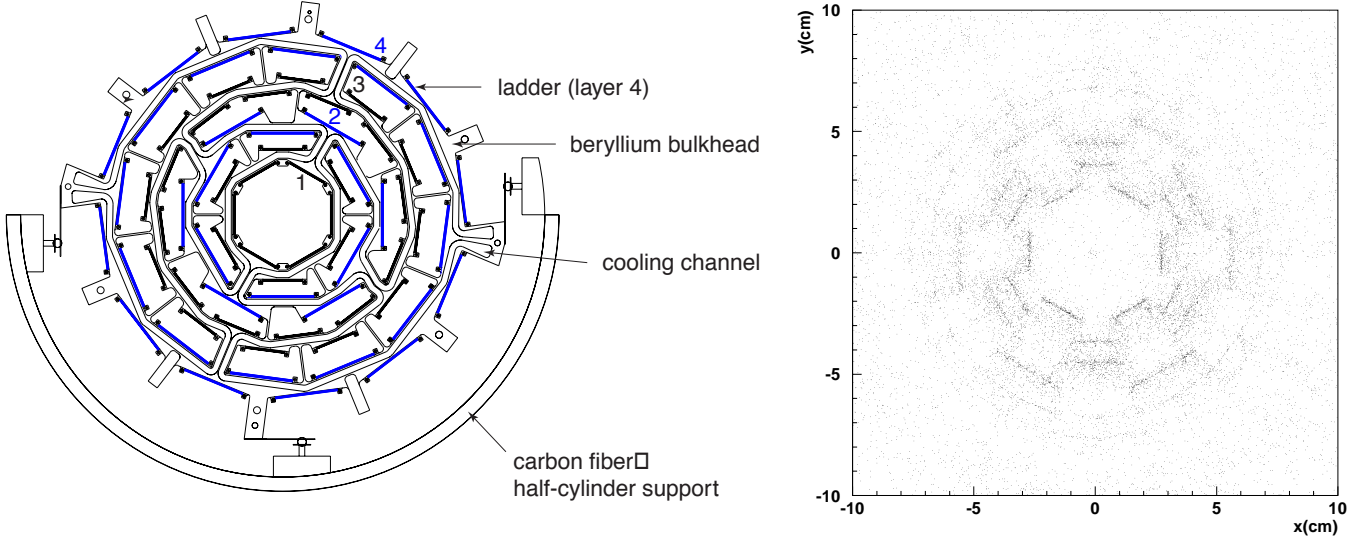 4
3
2
1
ladder (layer 4)
beryllium bulkhead
cooling channel
carbon fiber□
half-cylinder support
y(cm)
10
5
0
-5
-10
-10 -5 0 5 10
x(cm)